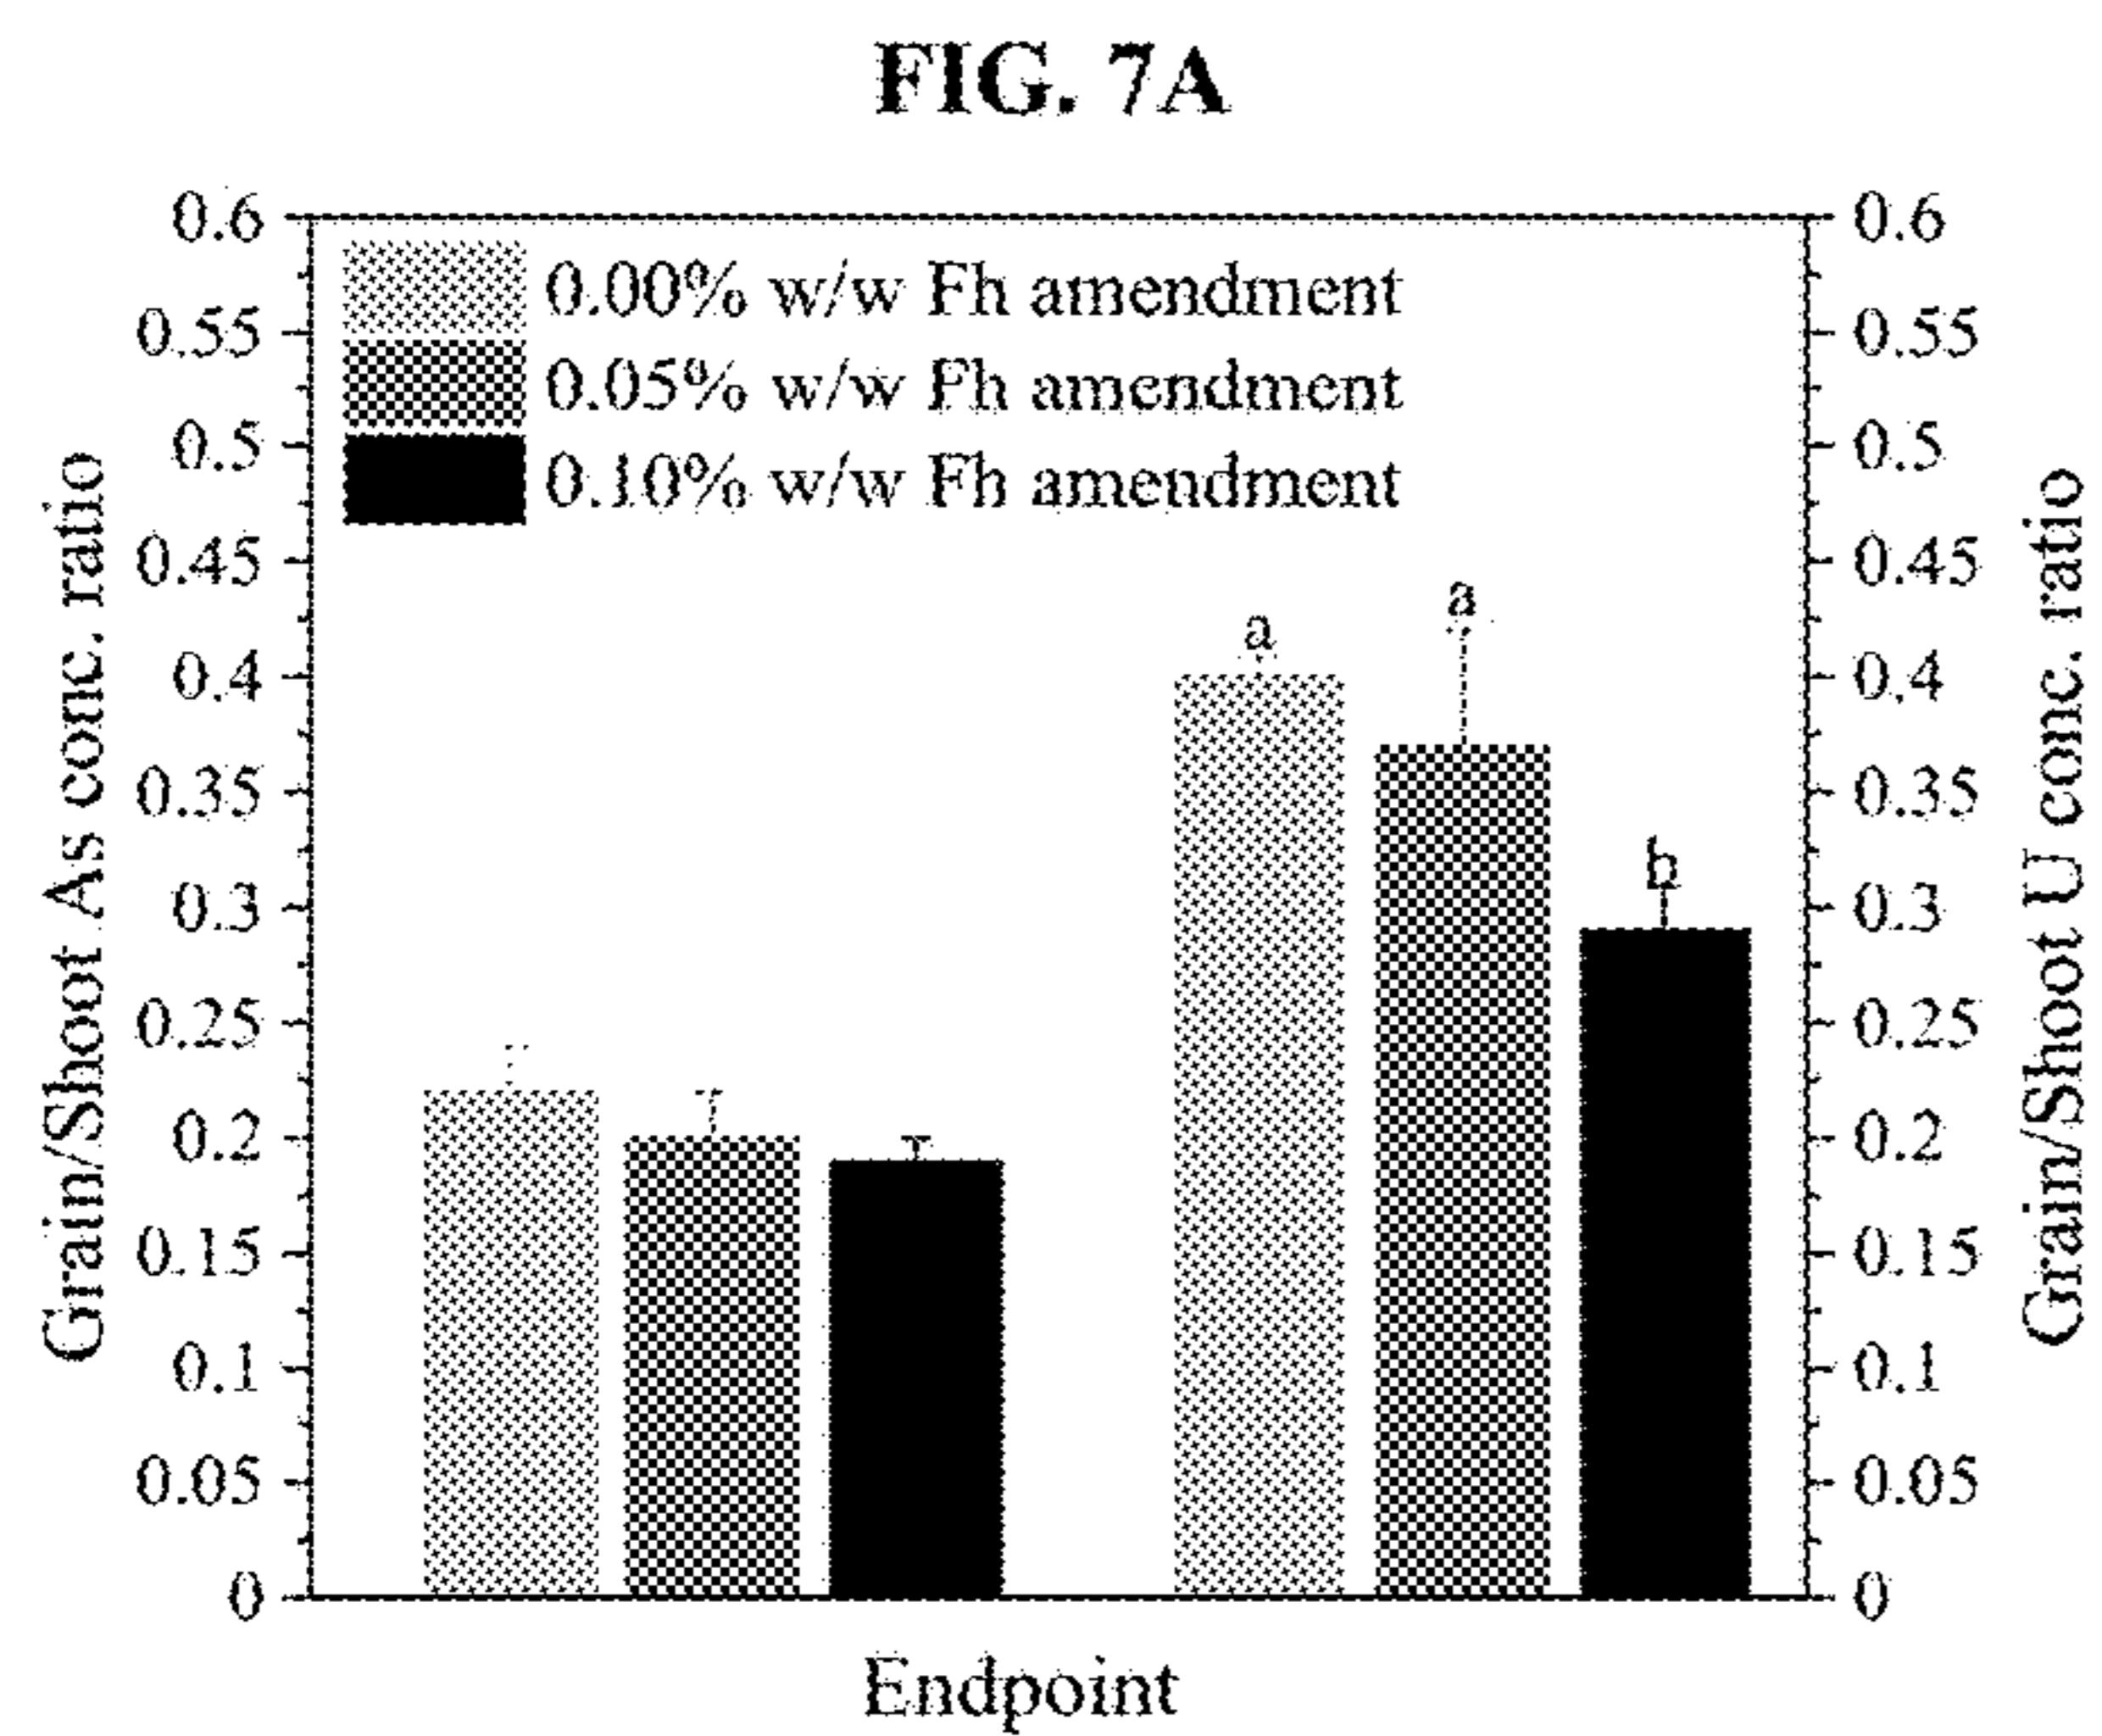 FIG. 7A
0.00% w/w Fh amendment
0.05% w/w Fh amendment
0.10% w/w Fh amendment
Grain/Shoot As conc. ratio
0.6
0.55
0.5
0.45
0.4
0.35
0.3
0.25
0.2
0.15
0.1
0.05
0
a
a
b
0.6
0.55
0.5
0.45
0.4
0.35
0.3
0.25
0.2
0.15
0.1
0.05
0
Grain/Shoot U conc. ratio
Endpoint